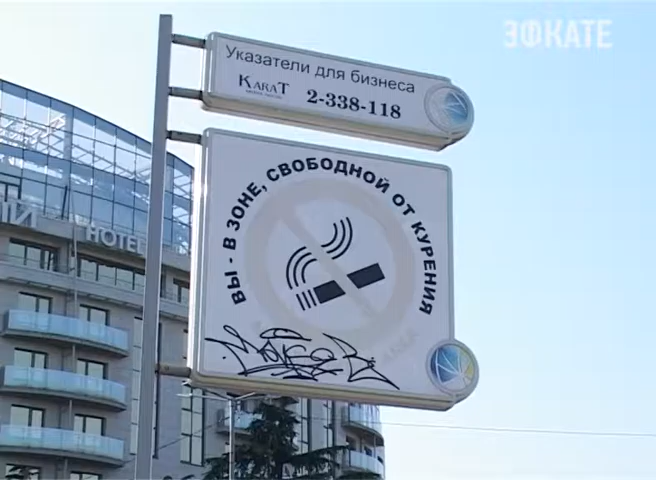 ЭФКАТЕ
Указатели для бизнеса
KARAT
2-338-118
ВЫ - В ЗОНЕ, СВОБОДНОЙ ОТ КУРЕНИЯ
HOTEL